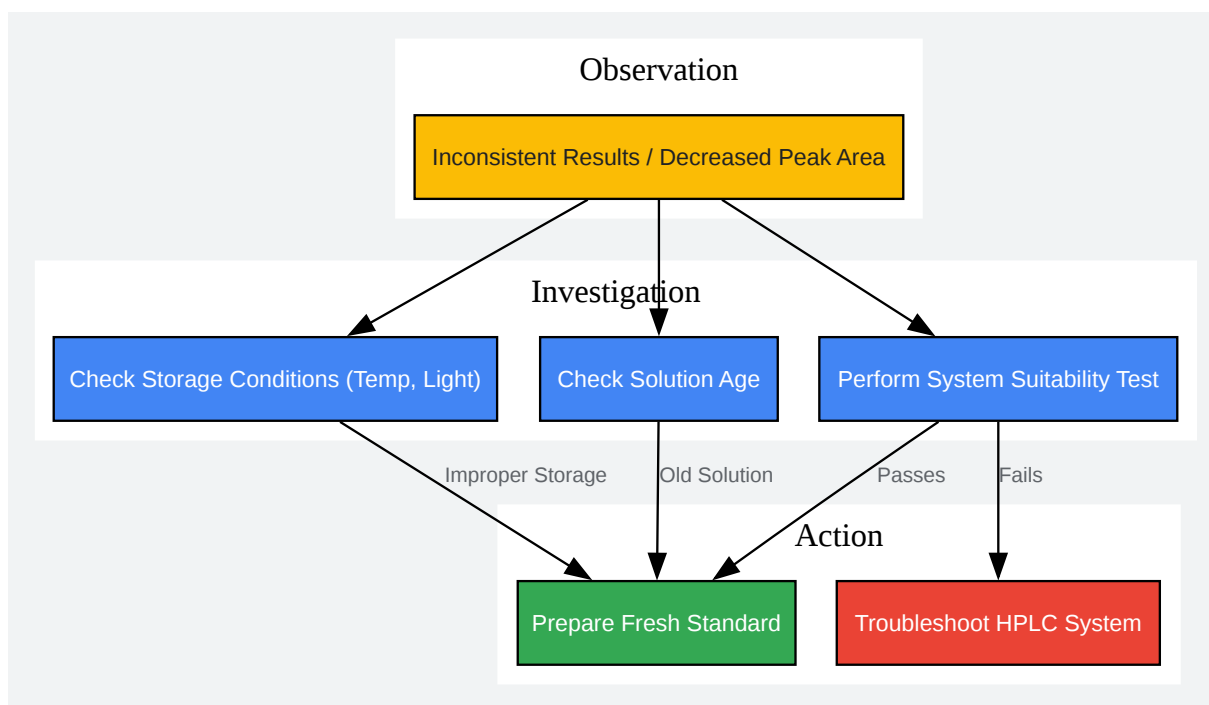 Observation
Inconsistent Results / Decreased Peak Area
Investigation
Check Storage Conditions (Temp, Light)
Check Solution Age
Perform System Suitability Test
Improper Storage
Old Solution
Passes
Fails
Action
Prepare Fresh Standard
Troubleshoot HPLC System